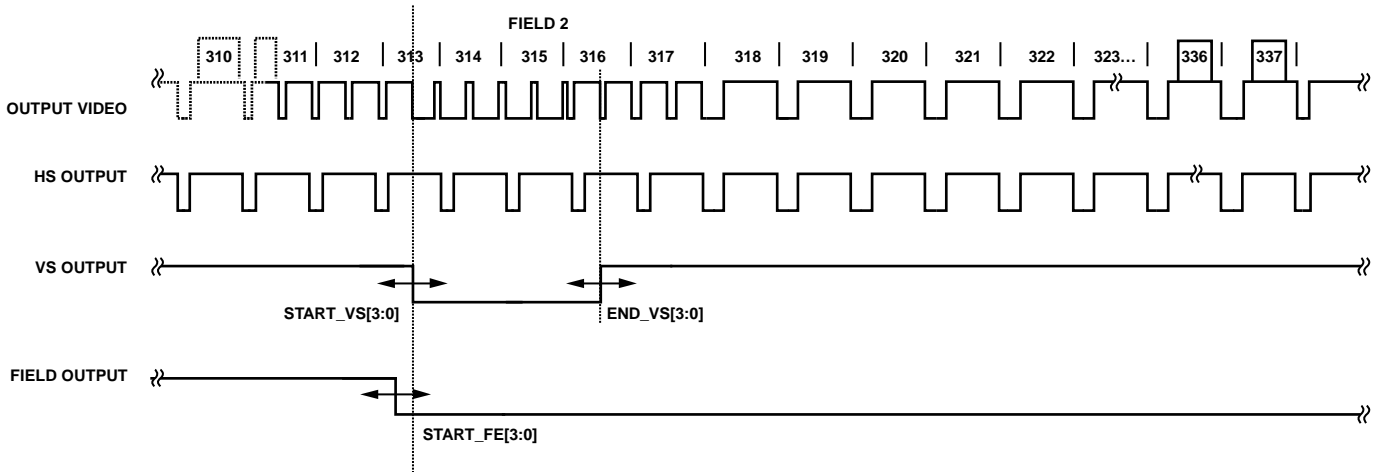 FIELD 2
310 311 312 313 314 315 316 317 318 319 320 321 322 323... 336 337
OUTPUT VIDEO
HS OUTPUT
VS OUTPUT
START_VS[3:0] END_VS[3:0]
FIELD OUTPUT
START_FE[3:0]